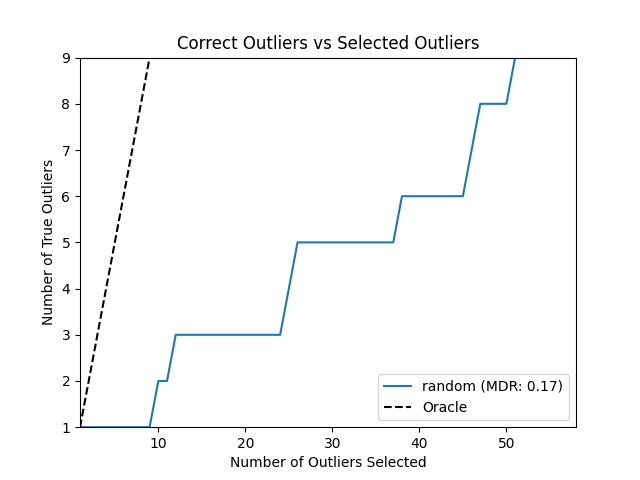 Correct Outliers vs Selected Outliers
9
8
7
6
5
4
3
2
1
Number of True Outliers
random (MDR: 0.17)
Oracle
10 20 30 40 50
Number of Outliers Selected